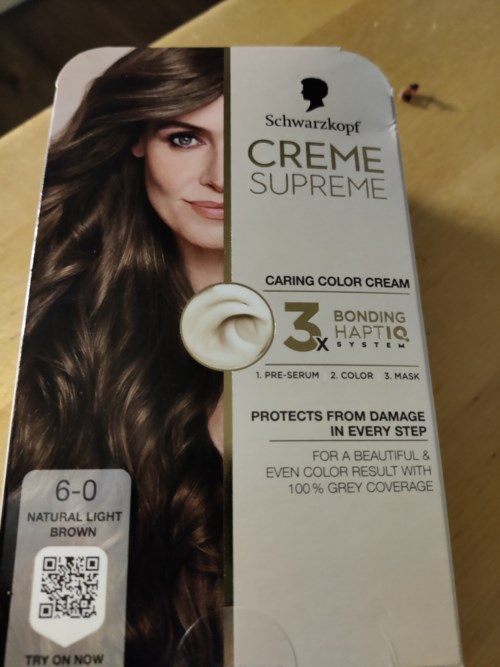 Schwarzkopf
CREME
SUPREME
CARING COLOR CREAM
3x
BONDING
HAPTIQ
SYSTEM
1. PRE-SERUM 2. COLOR 3. MASK
PROTECTS FROM DAMAGE
IN EVERY STEP
FOR A BEAUTIFUL &
EVEN COLOR RESULT WITH
100% GREY COVERAGE
6-0
NATURAL LIGHT
BROWN
TRY ON NOW